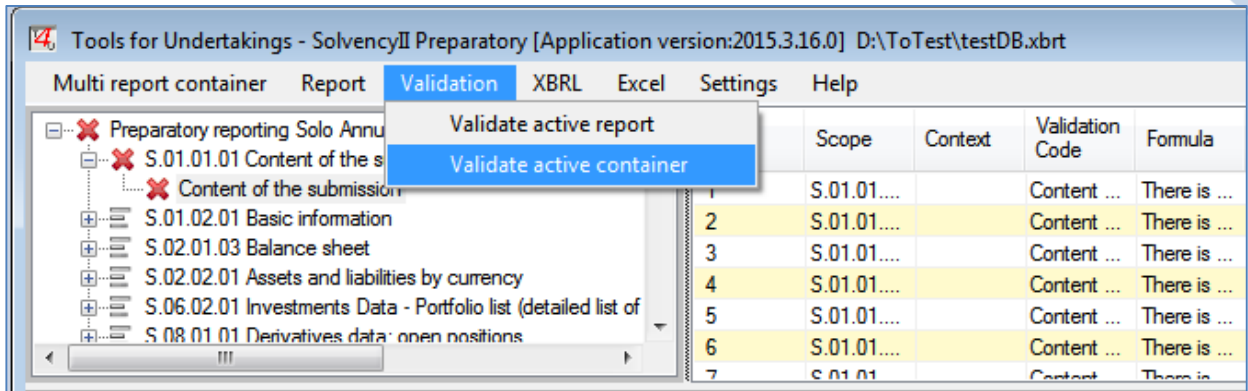 Tools for Undertakings - SolvencyII Preparatory [Application version:2015.3.16.0] D:\ToTest\testDB.xbrt
Multi report container Report Validation XBRL Excel Settings Help
Validate active report
Validate active container
Preparatory reporting Solo Annu
S.01.01.01 Content of the s
Content of the submission
S.01.02.01 Basic information
S.02.01.03 Balance sheet
S.02.02.01 Assets and liabilities by currency
S.06.02.01 Investments Data - Portfolio list (detailed list of
S.08.01.01 Derivatives data: open positions
Scope Context Validation Code Formula
1 S.01.01.... Content ... There is ...
2 S.01.01.... Content ... There is ...
3 S.01.01.... Content ... There is ...
4 S.01.01.... Content ... There is ...
5 S.01.01.... Content ... There is ...
6 S.01.01.... Content ... There is ...
7 S.01.01 Content There is